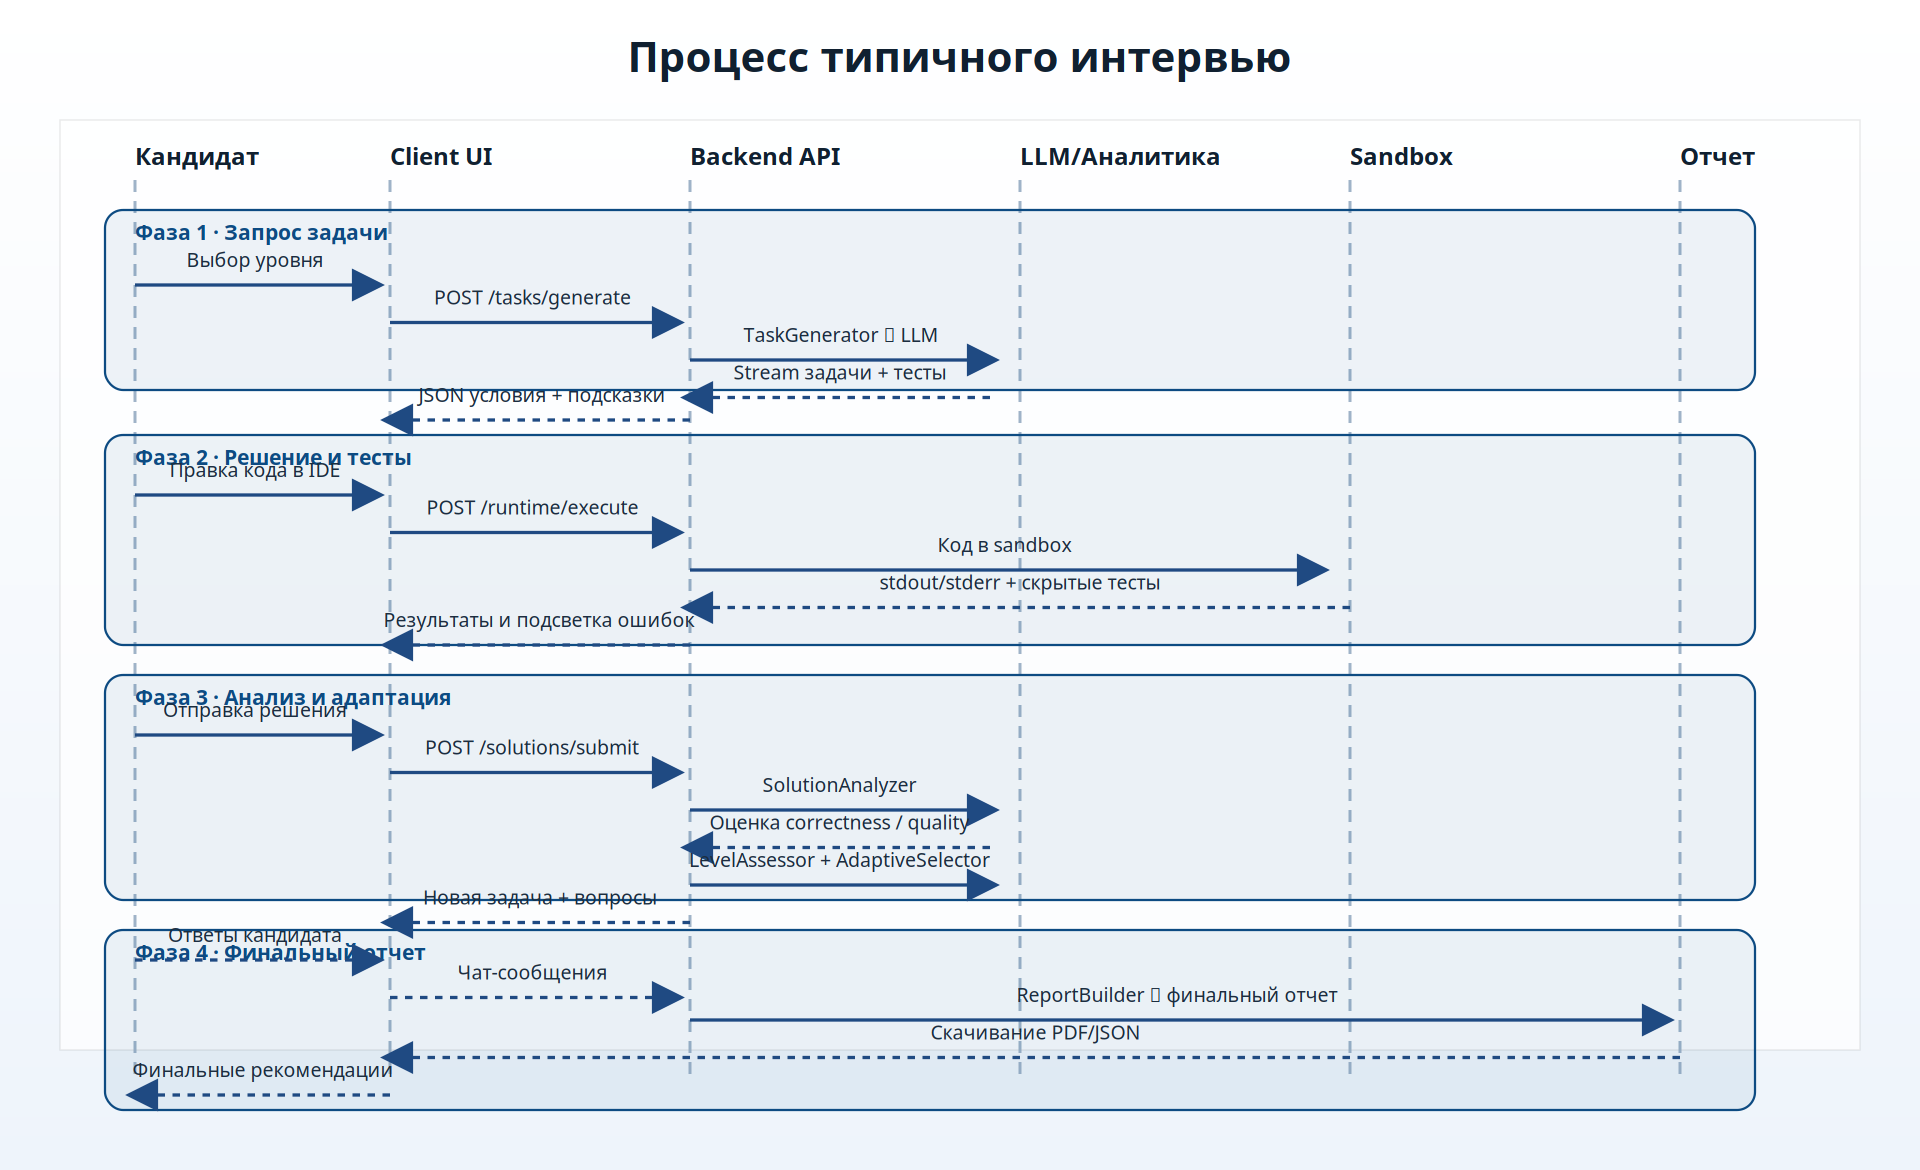 Процесс типичного интервью
Кандидат
Client UI
Backend API
LLM/Аналитика
Sandbox
Отчет
Фаза 1 · Запрос задачи
Выбор уровня
POST /tasks/generate
TaskGenerator ▯ LLM
Stream задачи + тесты
JSON условия + подсказки
Фаза 2 · Решение и тесты
Правка кода в IDE
POST /runtime/execute
Код в sandbox
stdout/stderr + скрытые тесты
Результаты и подсветка ошибок
Фаза 3 · Анализ и адаптация
Отправка решения
POST /solutions/submit
SolutionAnalyzer
Оценка correctness / quality
LevelAssessor + AdaptiveSelector
Новая задача + вопросы
Ответы кандидата
Фаза 4 · Финальный отчет
Чат-сообщения
ReportBuilder ▯ финальный отчет
Скачивание PDF/JSON
Финальные рекомендации